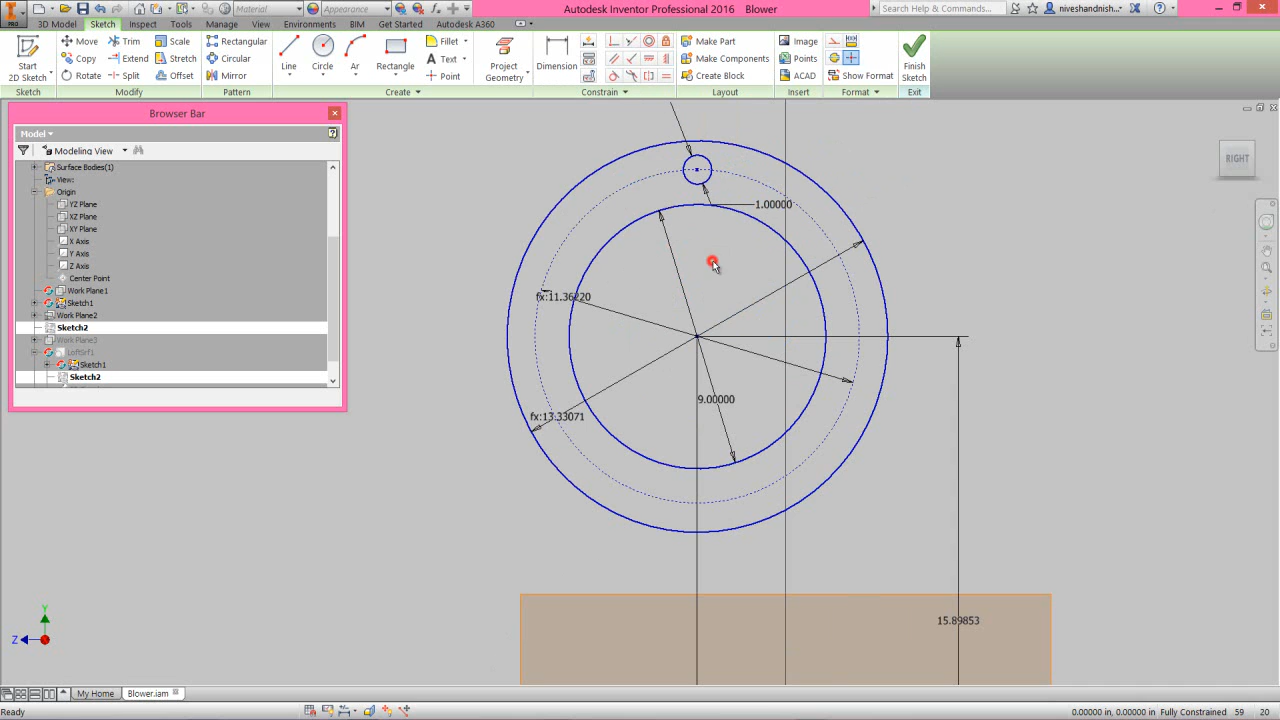 Material
Appearance
Autodesk Inventor Professional 2016 Blower
Search Help & Commands...
niveshandnish...
PRO
3D Model Sketch Inspect Tools Manage View Environments BIM Get Started Autodesk A360
Start
2D Sketch
Move Trim Scale
Copy Extend Stretch
Rotate Split Offset
Rectangular
Circular
Mirror
Line Circle Arc Rectangle
Fillet
Text
Point
Project
Geometry
Dimension
Make Part
Make Components
Create Block
Image
Points
ACAD
Show Format
Finish
Sketch
Sketch Modify Pattern Create Constrain Layout Insert Format Exit
Browser Bar
Model
Modeling View
Surface Bodies(1)
View:
Origin
YZ Plane
XZ Plane
XY Plane
X Axis
Y Axis
Z Axis
Center Point
Work Plane1
Sketch1
Work Plane2
Sketch2
Work Plane3
LoftSrf1
Sketch1
Sketch2
RIGHT
1.00000
fx:11.36220
9.00000
fx:13.33071
15.89853
Y
Z
My Home Blower.iam
Ready
0.00000 in, 0.00000 in Fully Constrained 59 20